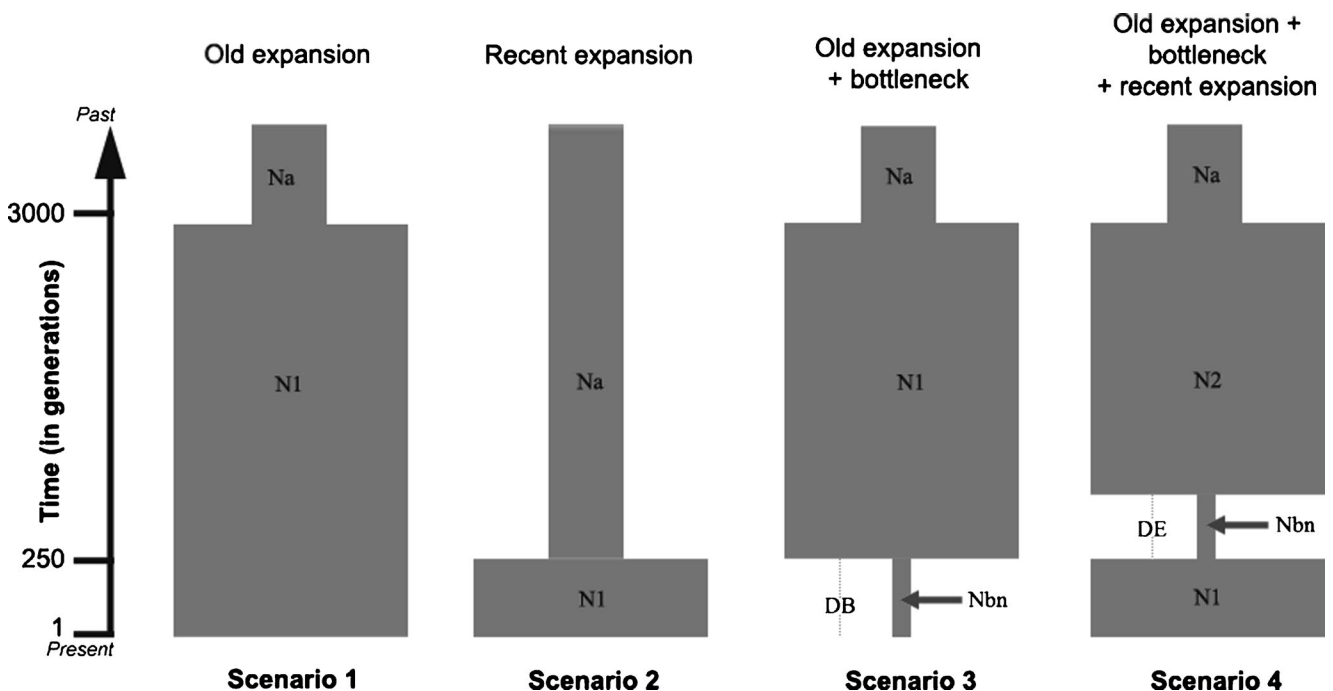 Old expansion
Recent expansion
Old expansion
+ bottleneck
Old expansion +
bottleneck
+ recent expansion
Past
3000
250
1
Present
Time (in generations)
Na
N1
Na
N1
Na
N1
DB
Nbn
Na
N2
DE
Nbn
N1
Scenario 1
Scenario 2
Scenario 3
Scenario 4